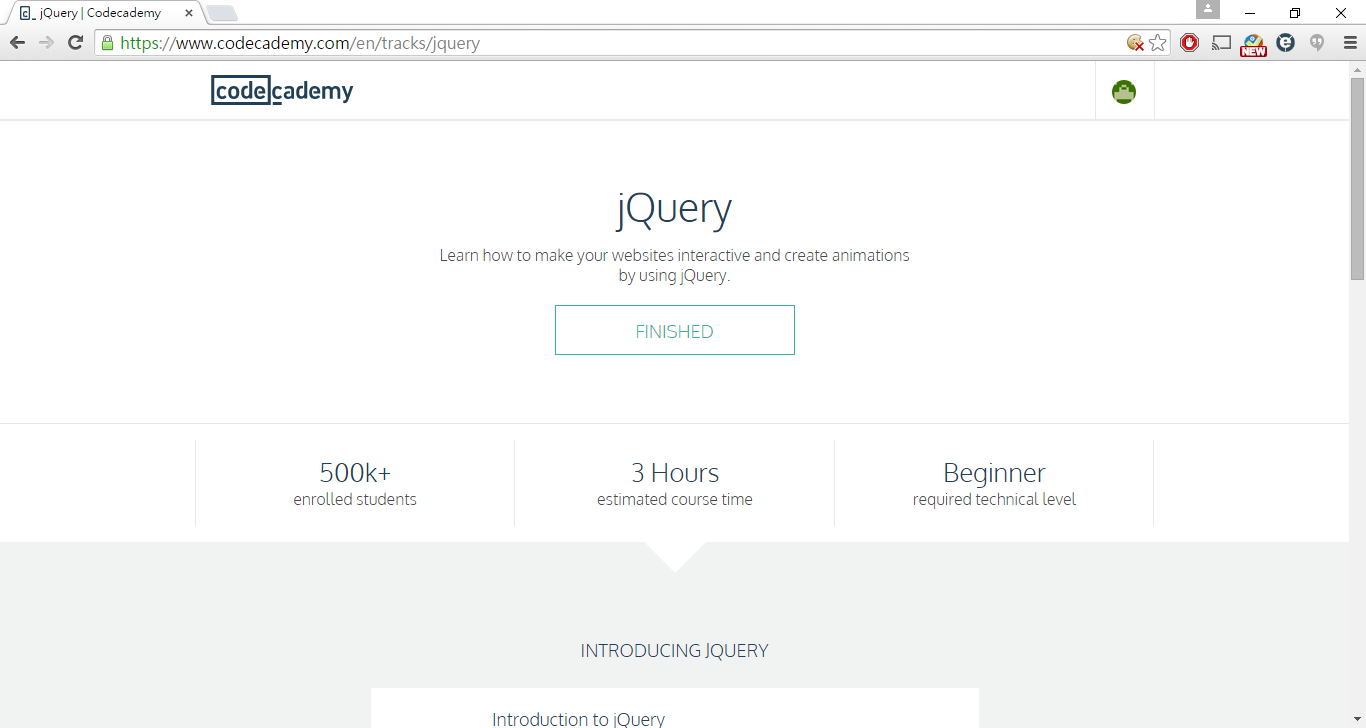 jQuery | Codecademy
https://www.codecademy.com/en/tracks/jquery
NEW
codecademy
jQuery
Learn how to make your websites interactive and create animations
by using jQuery.
FINISHED
500k+
enrolled students
3 Hours
estimated course time
Beginner
required technical level
INTRODUCING JQUERY
Introduction to jQuery